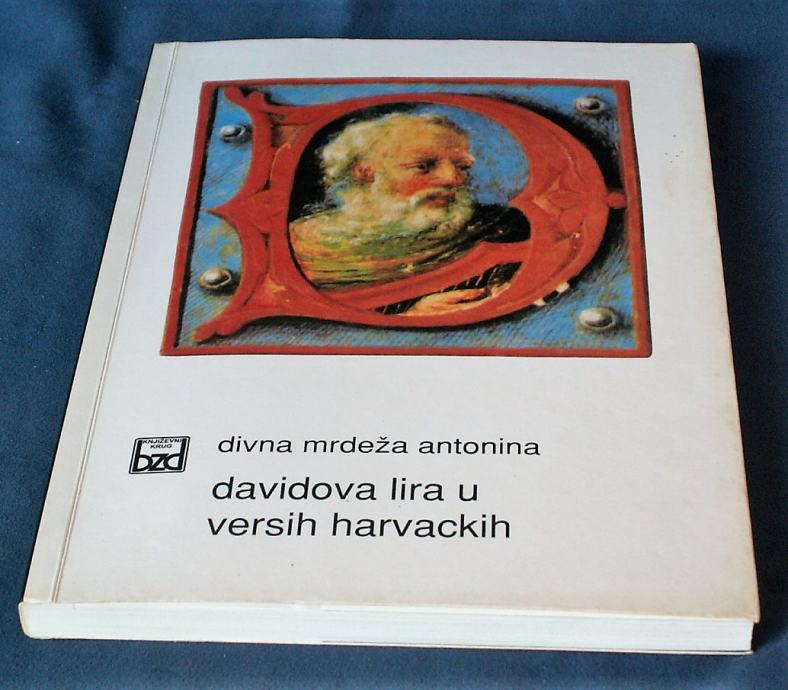 KNJIŽEVNI
KRUG
bzd
divna mrdeža antonina
davidova lira u
versih harvackih